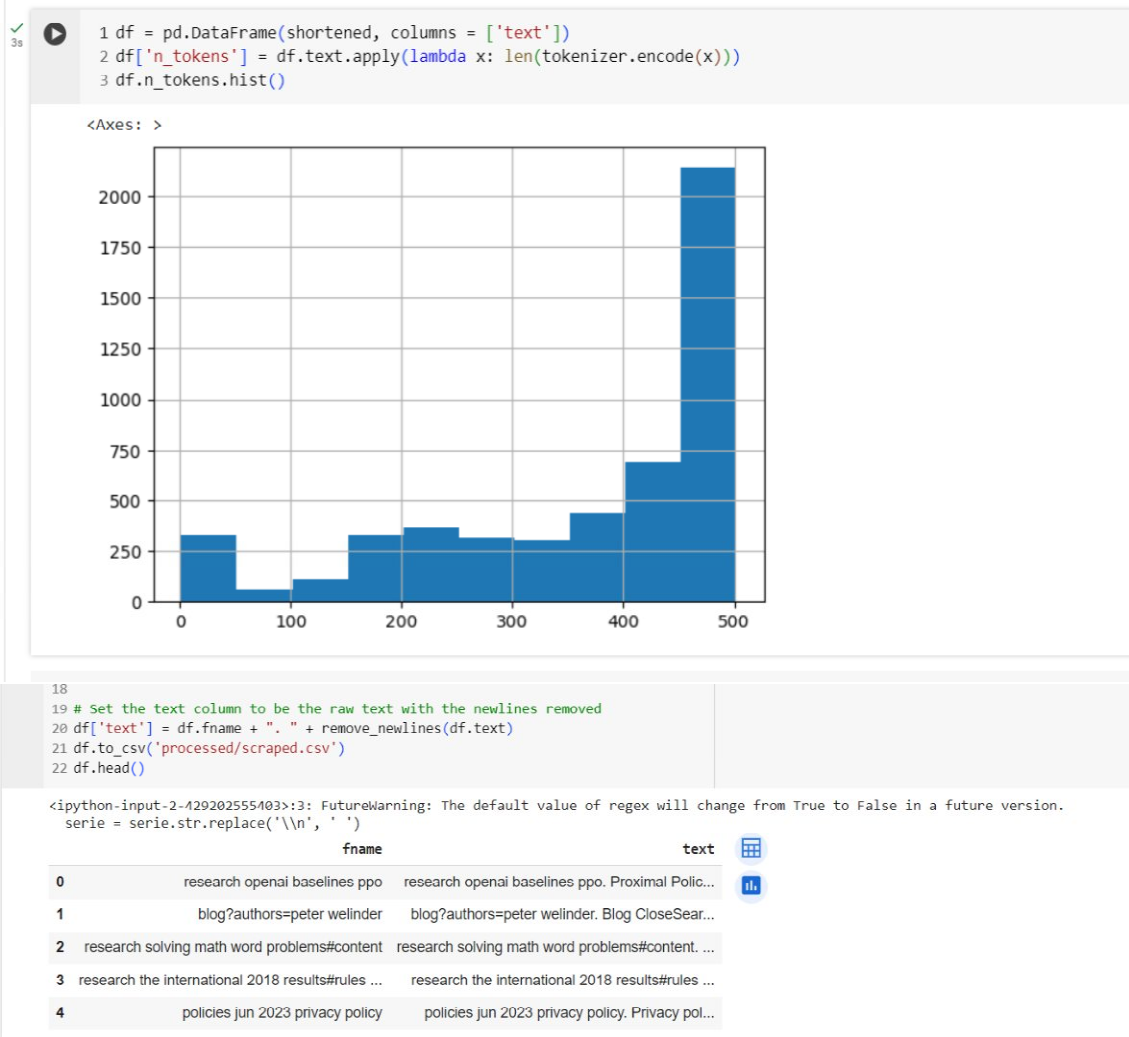 3s
1 df = pd.DataFrame(shortened, columns = ['text'])
2 df['n_tokens'] = df.text.apply(lambda x: len(tokenizer.encode(x)))
3 df.n_tokens.hist()
<Axes: >
2000
1750
1500
1250
1000
750
500
250
0
0 100 200 300 400 500
18
19 # Set the text column to be the raw text with the newlines removed
20 df['text'] = df.fname + ". " + remove_newlines(df.text)
21 df.to_csv('processed/scraped.csv')
22 df.head()
<ipython-input-2-429202555403>:3: FutureWarning: The default value of regex will change from True to False in a future version.
serie = serie.str.replace('\\n', ' ')
fname text
0 research openai baselines ppo research openai baselines ppo. Proximal Polic...
1 blog?authors=peter welinder blog?authors=peter welinder. Blog CloseSear...
2 research solving math word problems#content research solving math word problems#content. ...
3 research the international 2018 results#rules ... research the international 2018 results#rules ...
4 policies jun 2023 privacy policy policies jun 2023 privacy policy. Privacy pol...